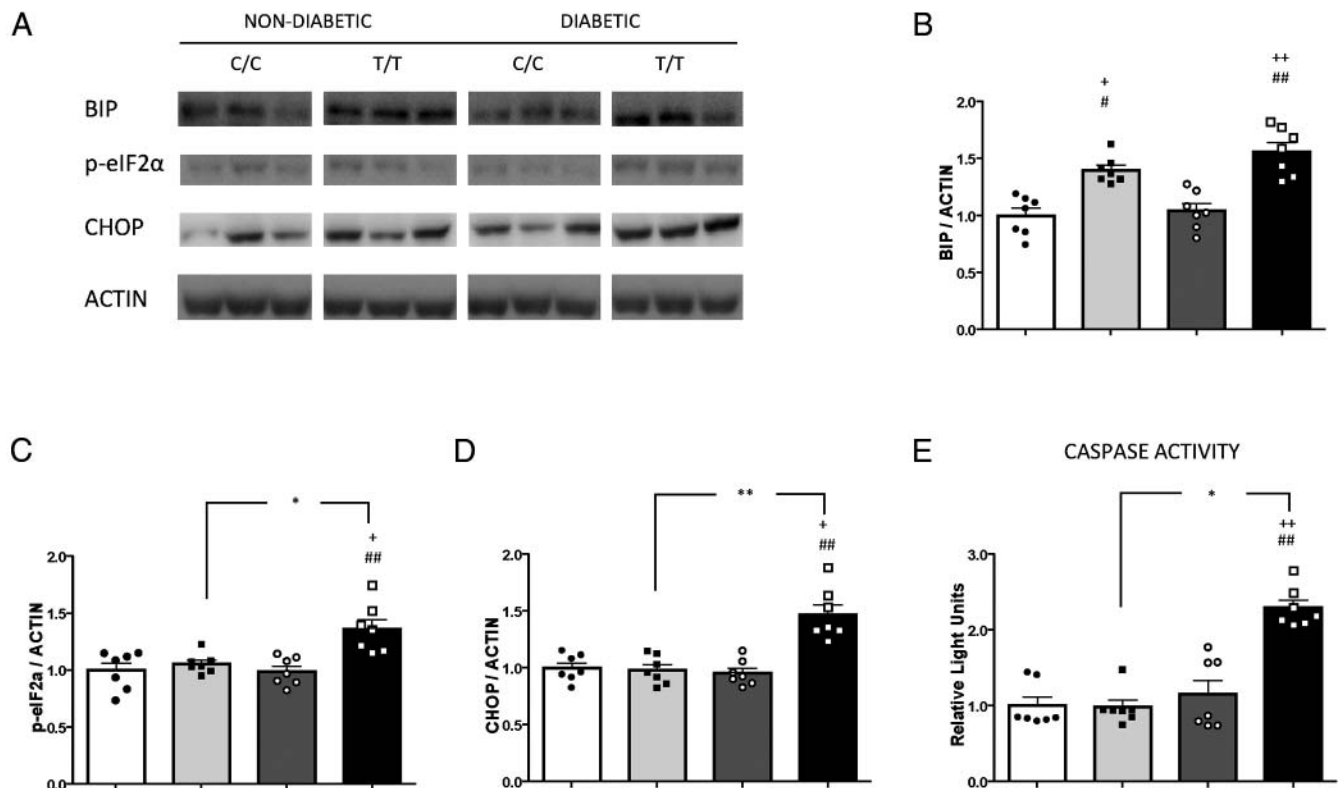 A
NON-DIABETIC DIABETIC
C/C T/T C/C T/T
BIP
p-eIF2α
CHOP
ACTIN
B
+ ++
# ##
2.0
1.5
1.0
0.5
0.0
BIP / ACTIN
C
*
+
##
2.0
1.5
1.0
0.5
0.0
p-eIF2a / ACTIN
D
**
+
##
2.0
1.5
1.0
0.5
0.0
CHOP / ACTIN
E
CASPASE ACTIVITY
*
++
##
3.0
2.0
1.0
0.0
Relative Light Units